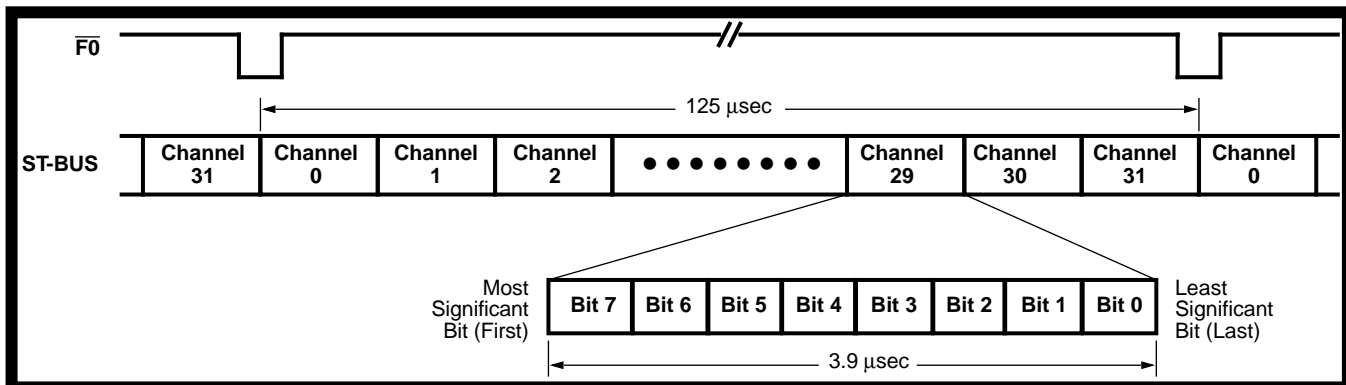 F0
125 μsec
ST-BUS
Channel 31
Channel 0
Channel 1
Channel 2
Channel 29
Channel 30
Channel 31
Channel 0
Most Significant Bit (First)
Bit 7
Bit 6
Bit 5
Bit 4
Bit 3
Bit 2
Bit 1
Bit 0
Least Significant Bit (Last)
3.9 μsec